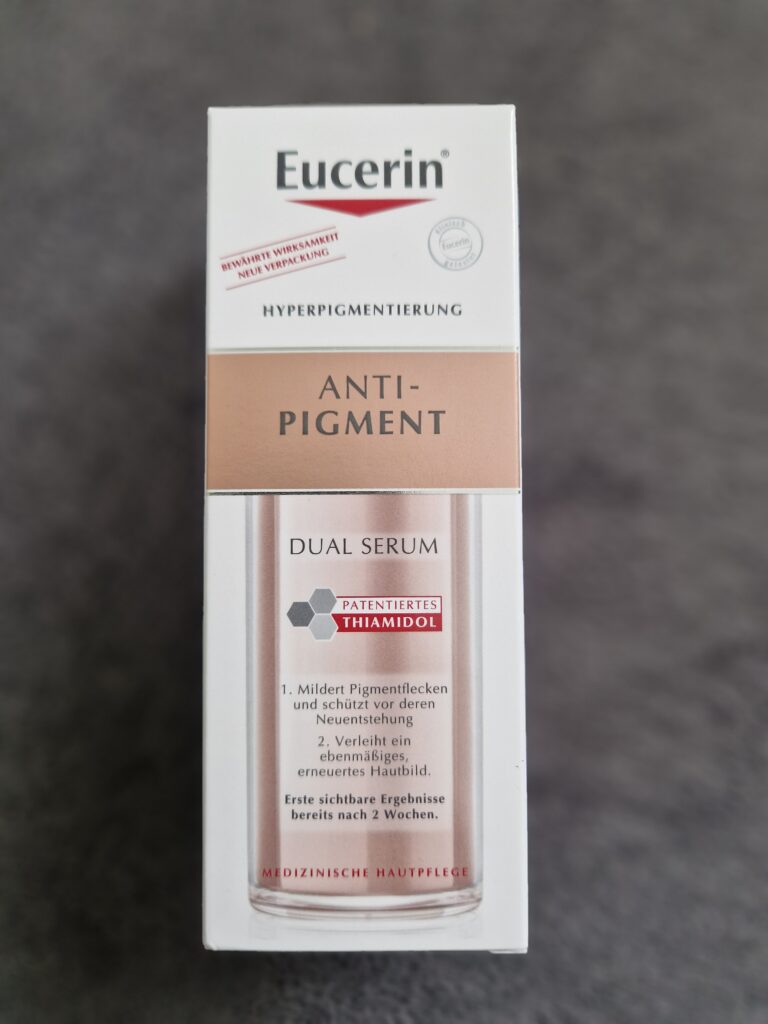 Eucerin®
BEWÄHRTE WIRKSAMKEIT
NEUE VERPACKUNG
Eucerin
HYPERPIGMENTIERUNG
ANTI-
PIGMENT
DUAL SERUM
PATENTIERTES
THIAMIDOL
1. Mildert Pigmentflecken
und schützt vor deren
Neuentstehung
2. Verleiht ein
ebenmäßiges,
erneuertes Hautbild.
Erste sichtbare Ergebnisse
bereits nach 2 Wochen.
MEDIZINISCHE HAUTPFLEGE